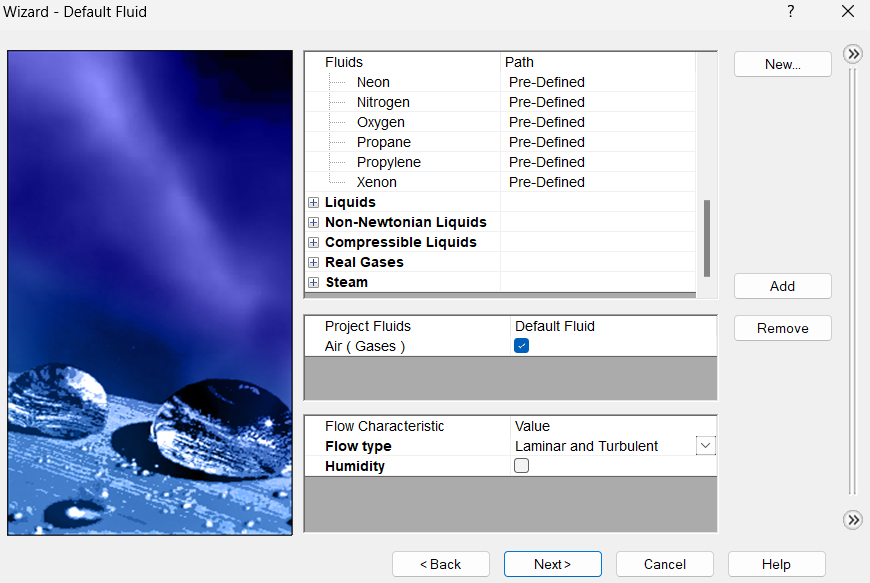 Wizard - Default Fluid ?
Fluids Path
Neon Pre-Defined
Nitrogen Pre-Defined
Oxygen Pre-Defined
Propane Pre-Defined
Propylene Pre-Defined
Xenon Pre-Defined
Liquids
Non-Newtonian Liquids
Compressible Liquids
Real Gases
Steam
New...
Add
Project Fluids Default Fluid
Air ( Gases )
Remove
Flow Characteristic Value
Flow type Laminar and Turbulent
Humidity
< Back Next > Cancel Help